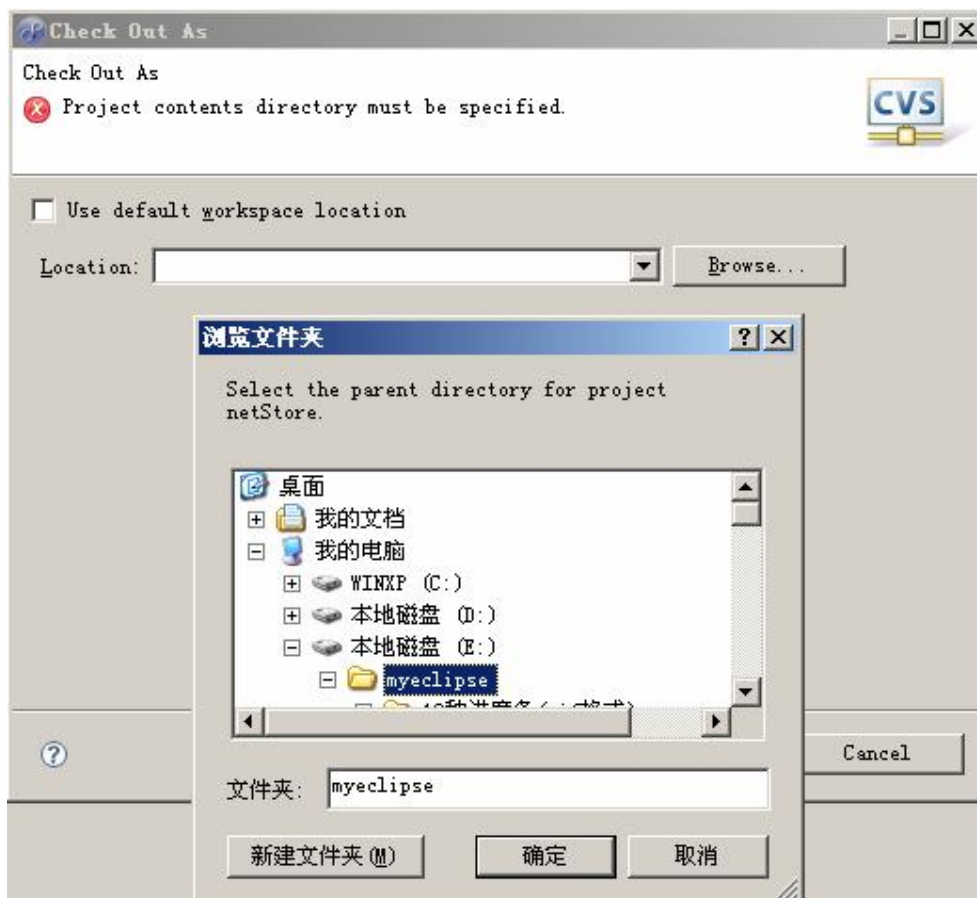 Check Out As
Check Out As
Project contents directory must be specified.
CVS
Use default workspace location
Location:
Browse...
浏览文件夹
Select the parent directory for project
netStore.
桌面
我的文档
我的电脑
WINXP (C:)
本地磁盘 (D:)
本地磁盘 (E:)
myeclipse
Cancel
文件夹: myeclipse
新建文件夹(M)
确定
取消